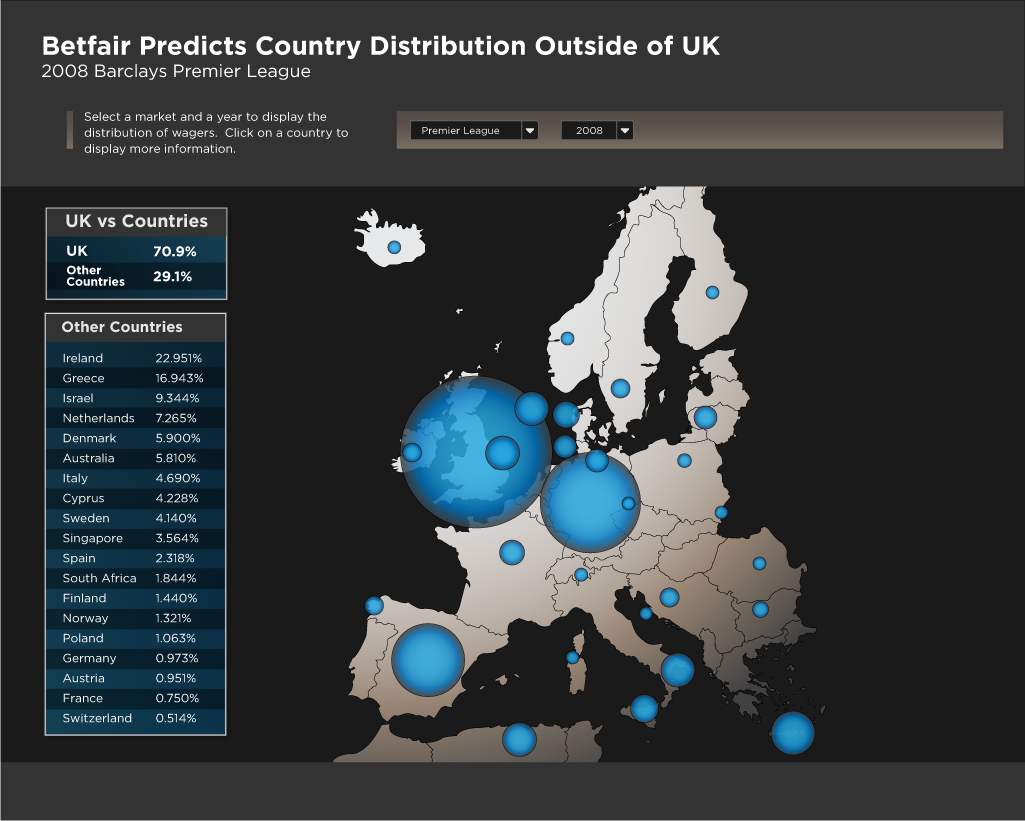 Betfair Predicts Country Distribution Outside of UK
2008 Barclays Premier League
Select a market and a year to display the
distribution of wagers.  Click on a country to
display more information.
Premier League
2008
UK vs Countries
UK 70.9%
Other Countries 29.1%
Other Countries
Ireland 22.951%
Greece 16.943%
Israel 9.344%
Netherlands 7.265%
Denmark 5.900%
Australia 5.810%
Italy 4.690%
Cyprus 4.228%
Sweden 4.140%
Singapore 3.564%
Spain 2.318%
South Africa 1.844%
Finland 1.440%
Norway 1.321%
Poland 1.063%
Germany 0.973%
Austria 0.951%
France 0.750%
Switzerland 0.514%